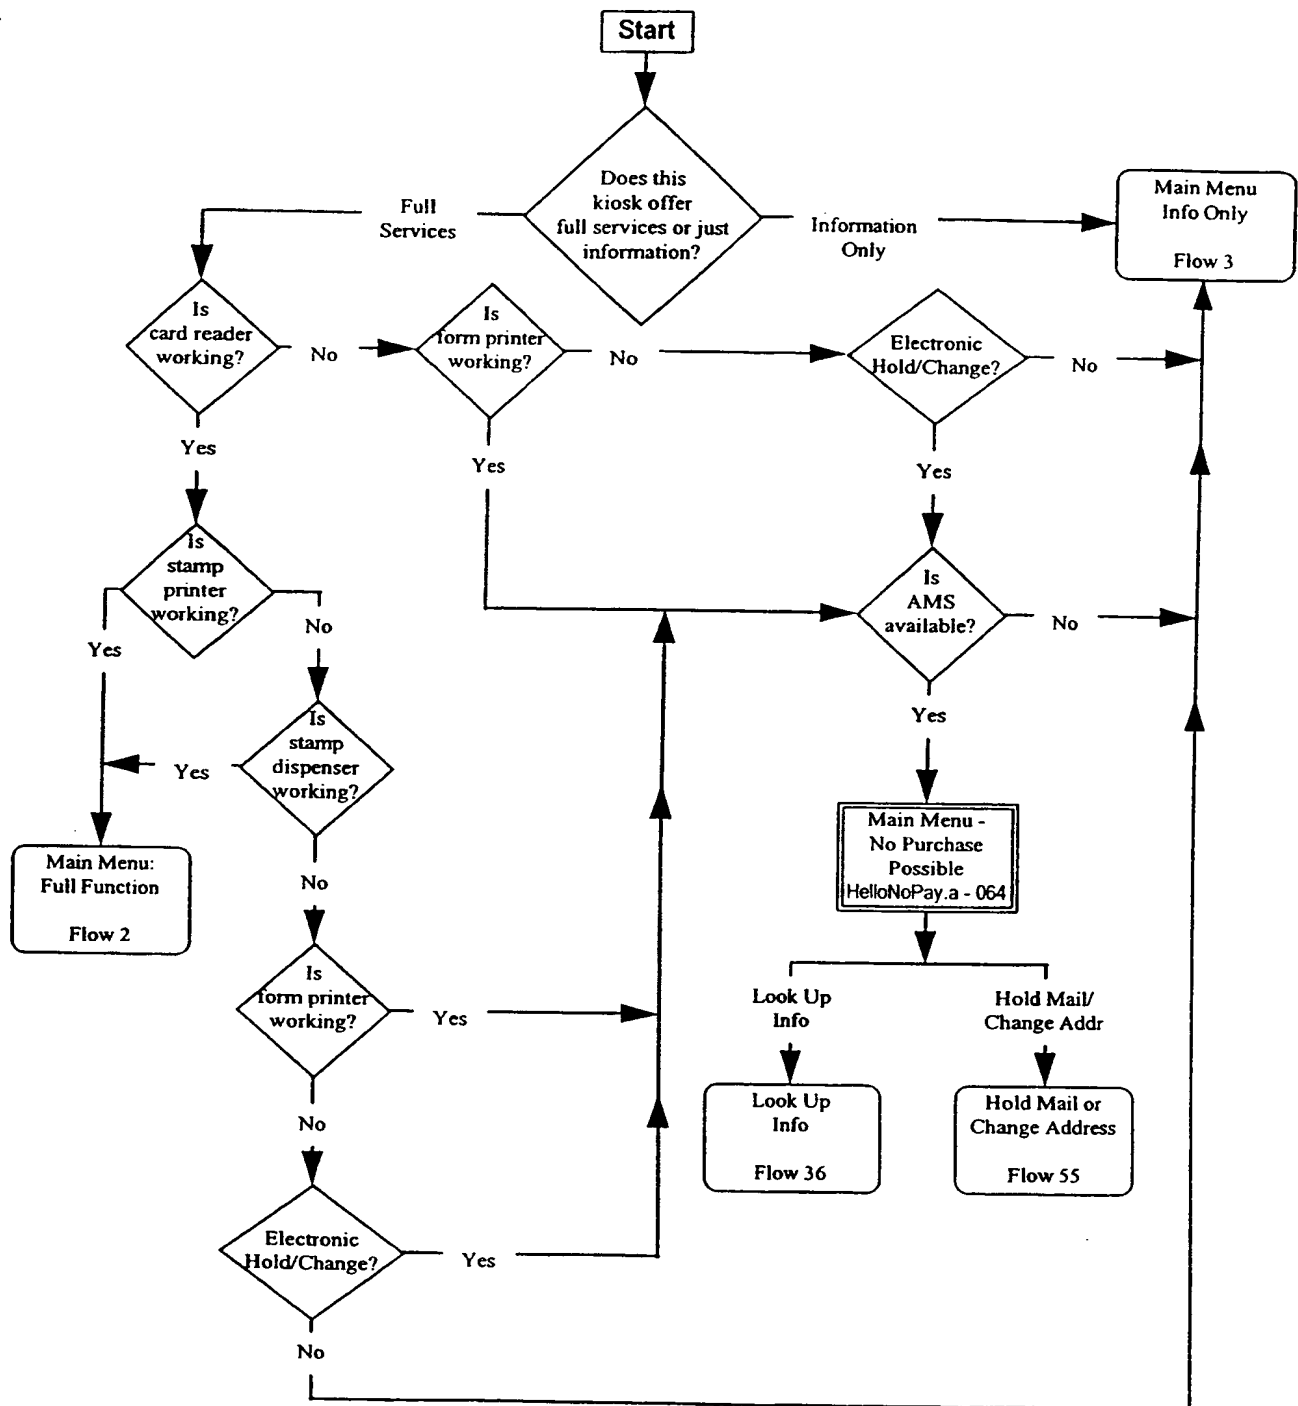 Start
Does this
kiosk offer
full services or just
information?
Full
Services
Information
Only
Main Menu
Info Only
Flow 3
Is
card reader
working?
No
Is
form printer
working?
No
Electronic
Hold/Change?
No
Yes
Yes
Yes
Is
stamp
printer
working?
Yes
No
Is
AMS
available?
No
Yes
Is
stamp
dispenser
working?
Yes
No
Main Menu:
Full Function
Flow 2
Main Menu -
No Purchase
Possible
HelloNoPay.a - 064
Is
form printer
working?
Yes
No
Look Up
Info
Hold Mail/
Change Addr
Look Up
Info
Flow 36
Hold Mail or
Change Address
Flow 55
Electronic
Hold/Change?
Yes
No